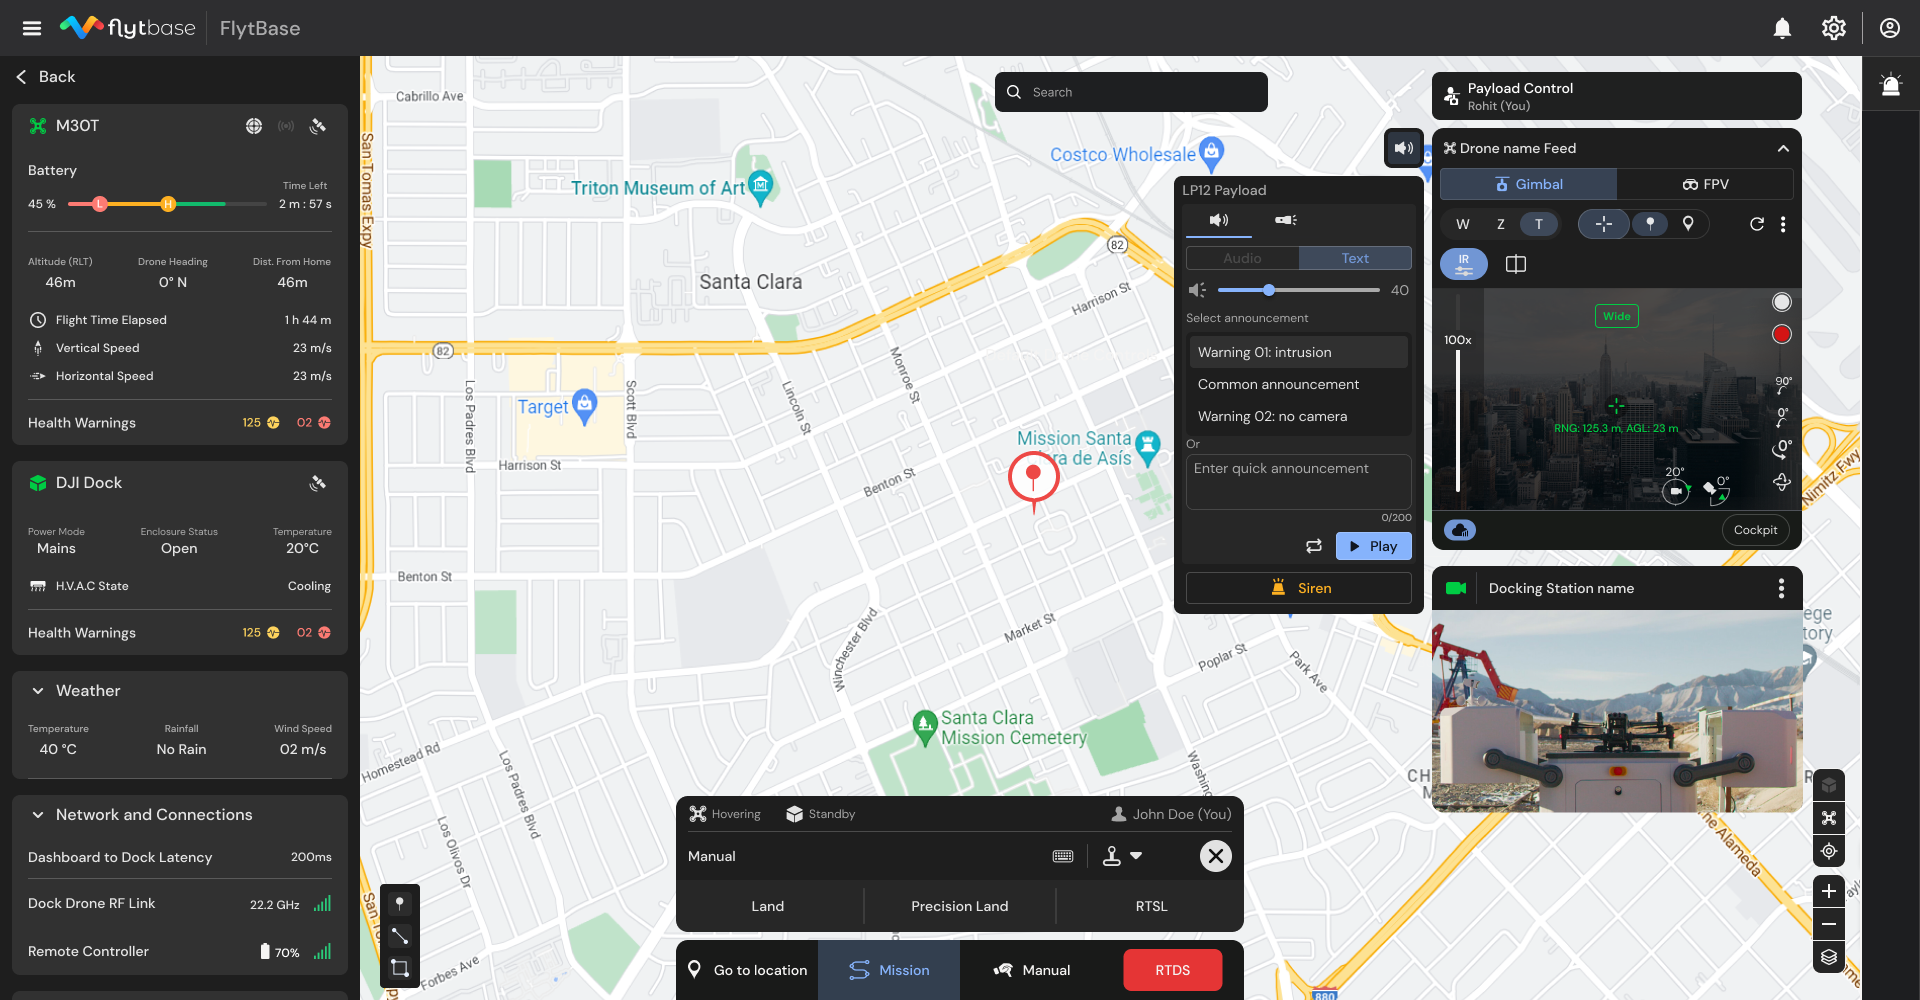 flytbase
FlytBase
Back
M30T
Battery
Time Left
45 %
L
H
2 m : 57 s
Altitude (RLT)
Drone Heading
Dist. From Home
46m
0° N
46m
Flight Time Elapsed
1 h 44 m
Vertical Speed
23 m/s
Horizontal Speed
23 m/s
Health Warnings
125
02
DJI Dock
Power Mode
Enclosure Status
Temperature
Mains
Open
20°C
H.V.A.C State
Cooling
Health Warnings
125
02
Weather
Temperature
Rainfall
Wind Speed
40 °C
No Rain
02 m/s
Network and Connections
Dashboard to Dock Latency
200ms
Dock Drone RF Link
22.2 GHz
Remote Controller
70%
Search
Cabrillo Ave
San Tomas Expy
Triton Museum of Art
Costco Wholesale
82
Santa Clara
Harrison St
82
Monroe St
Lincoln St
Los Padres Blvd
Scott Blvd
Target
Harrison St
Mission Santa
ra de Asís
Benton St
Benton St
Winchester Blvd
Market St
Poplar St
Park Ave
Santa Clara
Mission Cemetery
Homestead Rd
Los Padres Blvd
Los Olivos Dr
Forbes Ave
Washing
CH
M
Nimitz Fwy
ege
tory
R
ne Alameda
880
LP12 Payload
Audio
Text
40
Select announcement
Warning 01: intrusion
Common announcement
Warning 02: no camera
Or
Enter quick announcement
0/200
Play
Siren
Payload Control
Rohit (You)
Drone name Feed
Gimbal
FPV
W
Z
T
IR
Wide
100x
90°
0°
RNG: 125.3 m, AGL: 23 m
0°
20°
0°
Cockpit
Docking Station name
Hovering
Standby
John Doe (You)
Manual
Land
Precision Land
RTSL
Go to location
Mission
Manual
RTDS